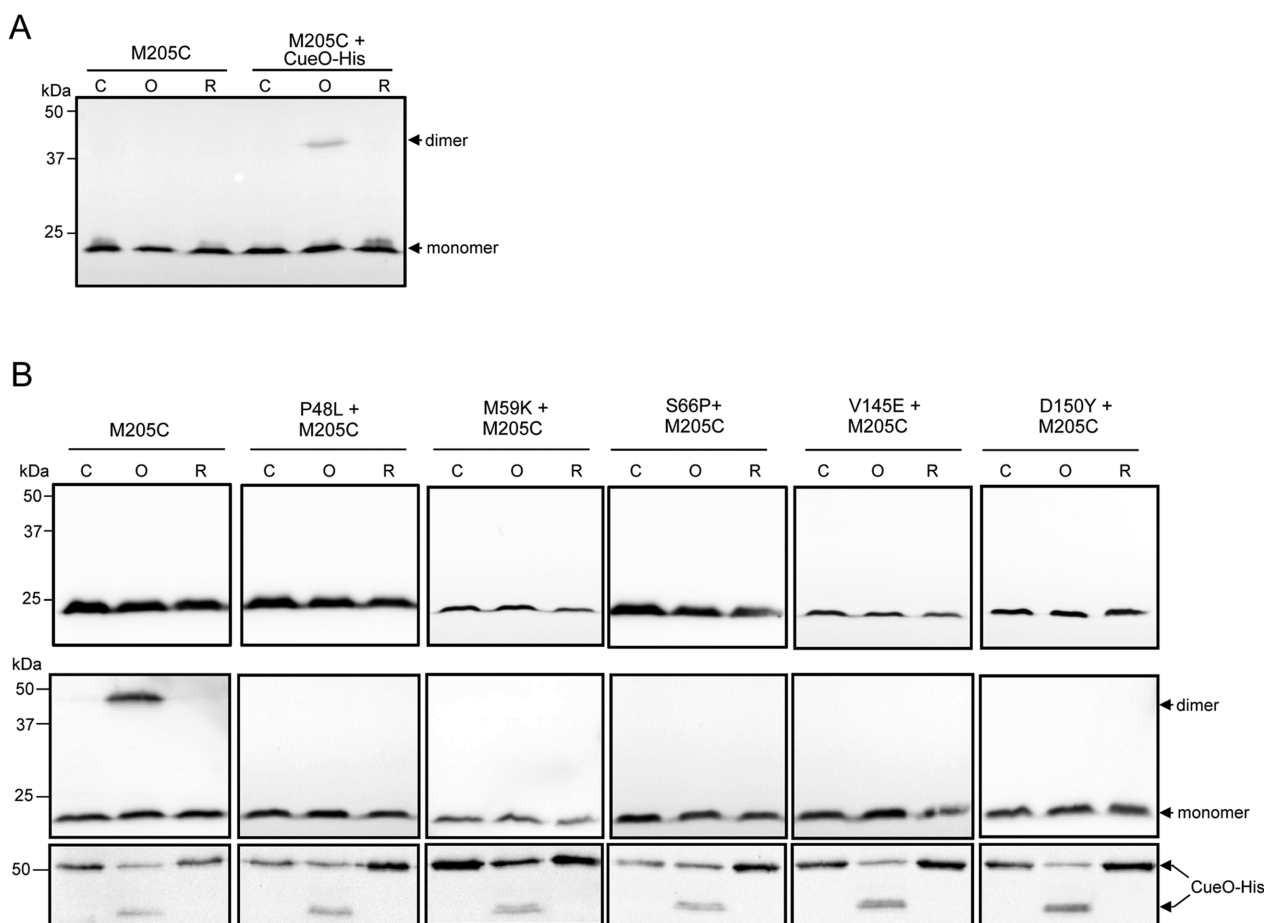 A
M205C
M205C +
CueO-His
kDa
C O R C O R
50
dimer
37
25
monomer
B
M205C
P48L +
M205C
M59K +
M205C
S66P+
M205C
V145E +
M205C
D150Y +
M205C
kDa
C O R C O R C O R C O R C O R C O R
50
37
25
kDa
50
dimer
37
25
monomer
50
CueO-His